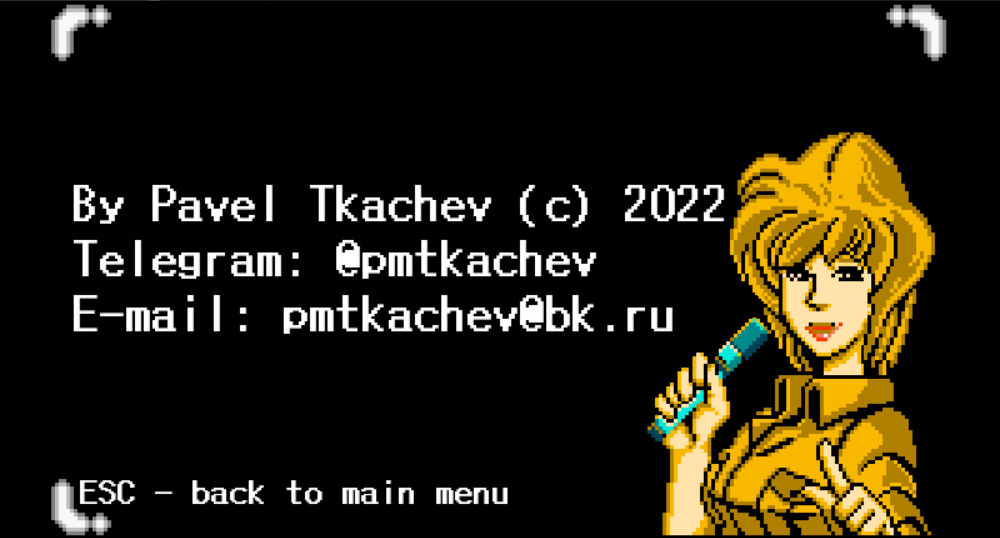 By Pavel Tkachev (c) 2022
Telegram: @pmtkachev
E-mail: pmtkachev@bk.ru
ESC - back to main menu